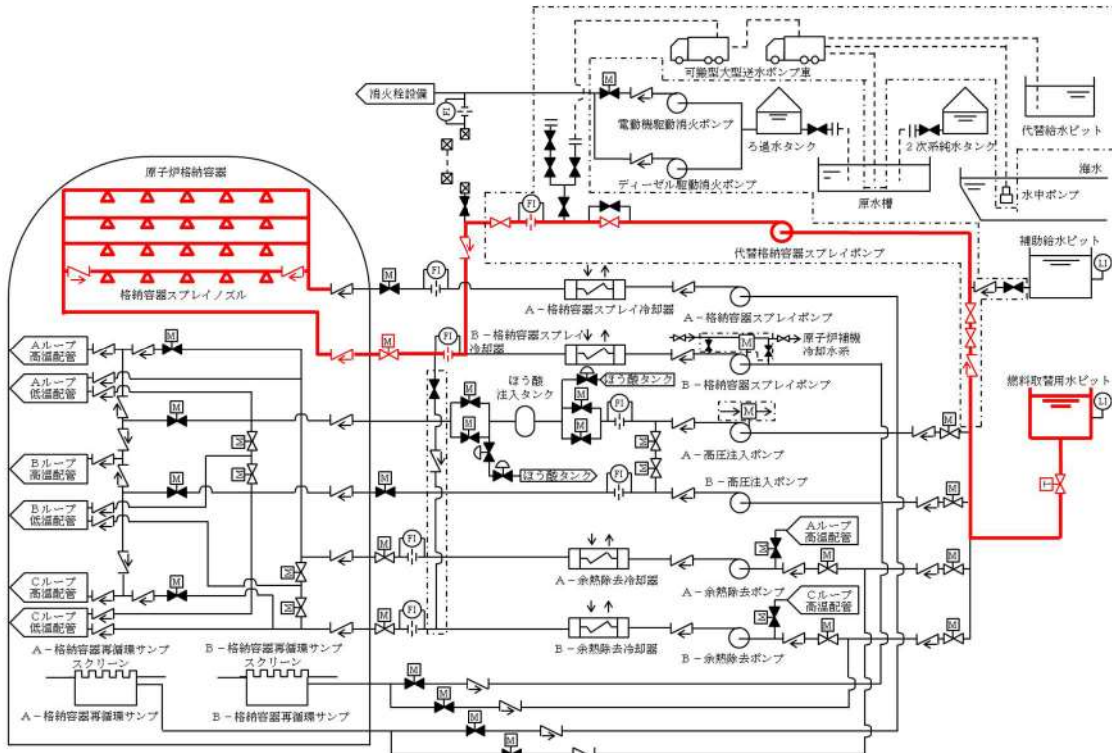 可搬型大型送水ポンプ車
M
消火栓設備
FI
電動機駆動消火ポンプ
ろ過水タンク
2次系純水タンク
代替給水ピット
海水
水中ポンプ
ディーゼル駆動消火ポンプ
原水槽
原子炉格納容器
FI
代替格納容器スプレイポンプ
補助給水ピット
LI
格納容器スプレイノズル
M
FI
A-格納容器スプレイ冷却器
A-格納容器スプレイポンプ
B-格納容器スプレイ
冷却器
M
FI
M
原子炉補機
冷却水系
B-格納容器スプレイポンプ
燃料取替用水ピット
LI
Aループ
高温配管
M
Aループ
低温配管
ほう酸
注入タンク
ほう酸タンク
M
M
M
M
FI
M
A-高圧注入ポンプ
M
M
M
Bループ
高温配管
M
M
ほう酸タンク
M
M
B-高圧注入ポンプ
I
M
M
FI
M
Bループ
低温配管
Aループ
高温配管
M
M
FI
M
M
A-余熱除去冷却器
A-余熱除去ポンプ
Cループ
高温配管
M
M
Cループ
高温配管
M
Cループ
低温配管
M
FI
M
M
B-余熱除去冷却器
B-余熱除去ポンプ
A-格納容器再循環サンプ
スクリーン
B-格納容器再循環サンプ
スクリーン
M
M
A-格納容器再循環サンプ
B-格納容器再循環サンプ
M
M